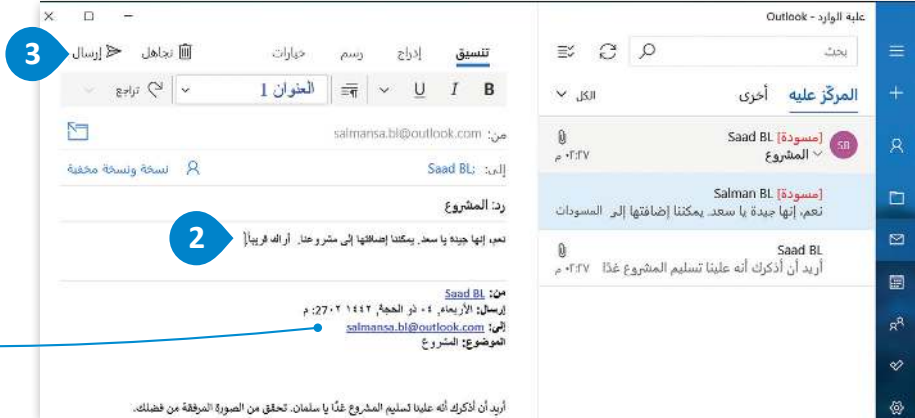 علبة الوارد - Outlook
بحث
المركّز عليه أخرى الكل
SB
[مسودة] Saad BL
المشروع
٠٢:٢٧ م
[مسودة] Salman BL
نعم، إنها جيدة يا سعد. يمكننا إضافتها إلى المسودات
Saad BL
أريد أن أذكرك أنه علينا تسليم المشروع غدًا ٠٢:٢٧ م
تنسيق إدراج رسم خيارات تجاهل إرسال
3
B I U العنوان 1 تراجع
من: salmansa.bl@outlook.com
إلى: Saad BL; نسخة ونسخة مخفية
رد: المشروع
نعم، إنها جيدة يا سعد. يمكننا إضافتها إلى مشروعنا. أراك قريباً.
2
من: Saad BL
إرسال: الأربعاء, ٠٤ ذو الحجة, ١٤٤٢ ٠٢:27 م
إلى: salmansa.bl@outlook.com
الموضوع: المشروع
أريد أن أذكرك أنه علينا تسليم المشروع غدًا يا سلمان. تحقق من الصورة المرفقة من فضلك.